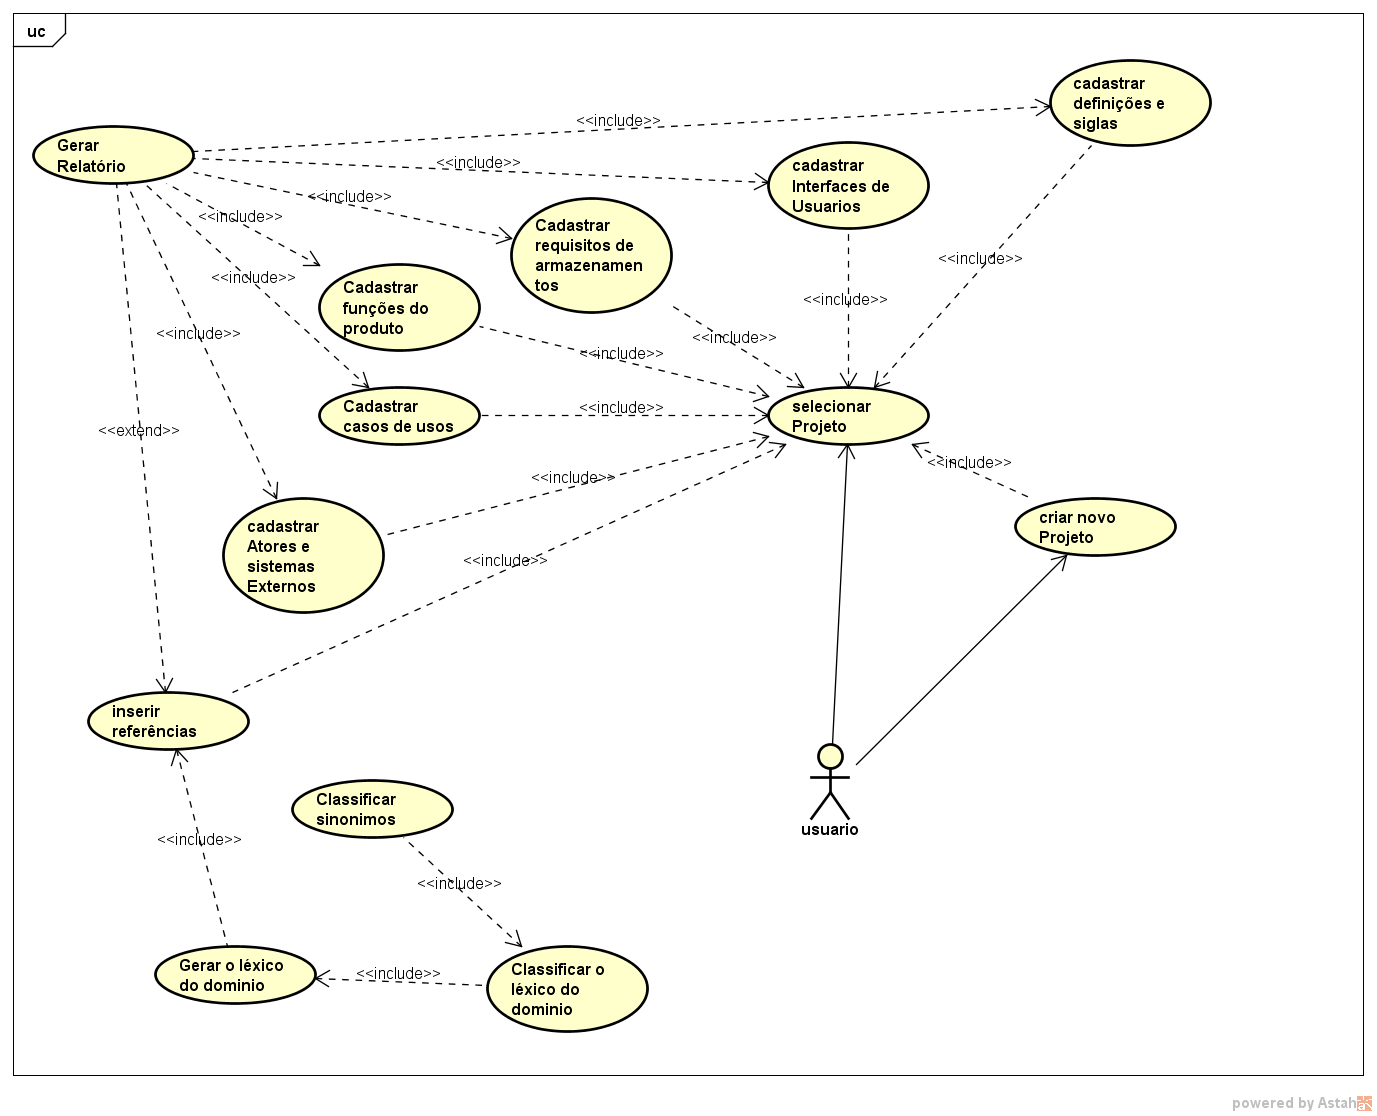 uc
cadastrar
definições e
siglas
<<include>>
Gerar
Relatório
<<include>>
cadastrar
Interfaces de
Usuarios
<<include>>
<<include>>
Cadastrar
requisitos de
armazenamen
tos
<<include>>
<<include>>
Cadastrar
funções do
produto
<<include>>
<<include>>
<<include>>
<<include>>
Cadastrar
casos de usos
<<include>>
selecionar
Projeto
<<extend>>
<<include>>
<<include>>
cadastrar
Atores e
sistemas
Externos
criar novo
Projeto
<<include>>
inserir
referências
usuario
<<include>>
Classificar
sinonimos
<<include>>
Gerar o léxico
do dominio
<<include>>
Classificar o
léxico do
dominio
powered by Astah